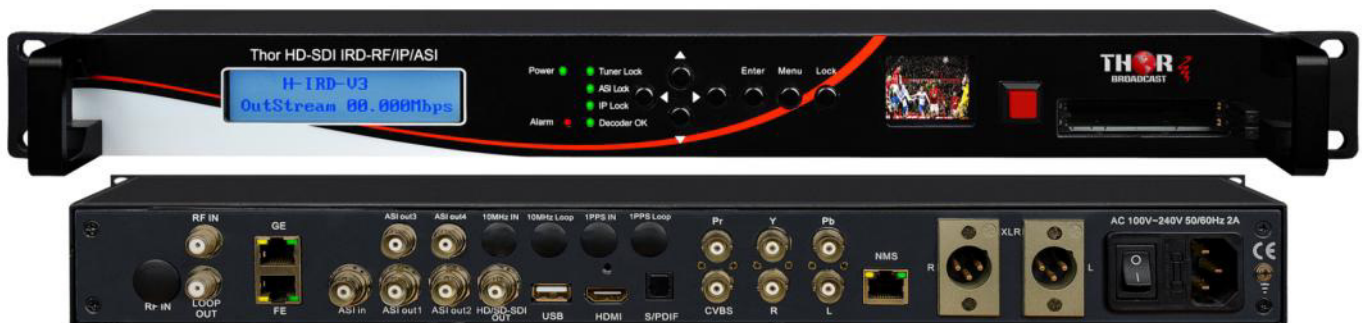 Thor HD-SDI IRD-RF/IP/ASI
H-IRD-V3
OutStream 00.000Mbps
Power
Alarm
Tuner Lock
ASI Lock
IP Lock
Decoder OK
Enter Menu Lock
THOR
BROADCAST
RF IN
RF IN
LOOP
OUT
GE
FE
ASI out3 ASI out4 10MHz IN 10MHz Loop 1PPS IN 1PPS Loop
ASI in ASI out1 ASI out2 HD/SD-SDI
OUT
USB HDMI S/PDIF
Pr Y Pb
CVBS R L
NMS
R XLR L
AC 100V~240V 50/60Hz 2A
O
I
CE